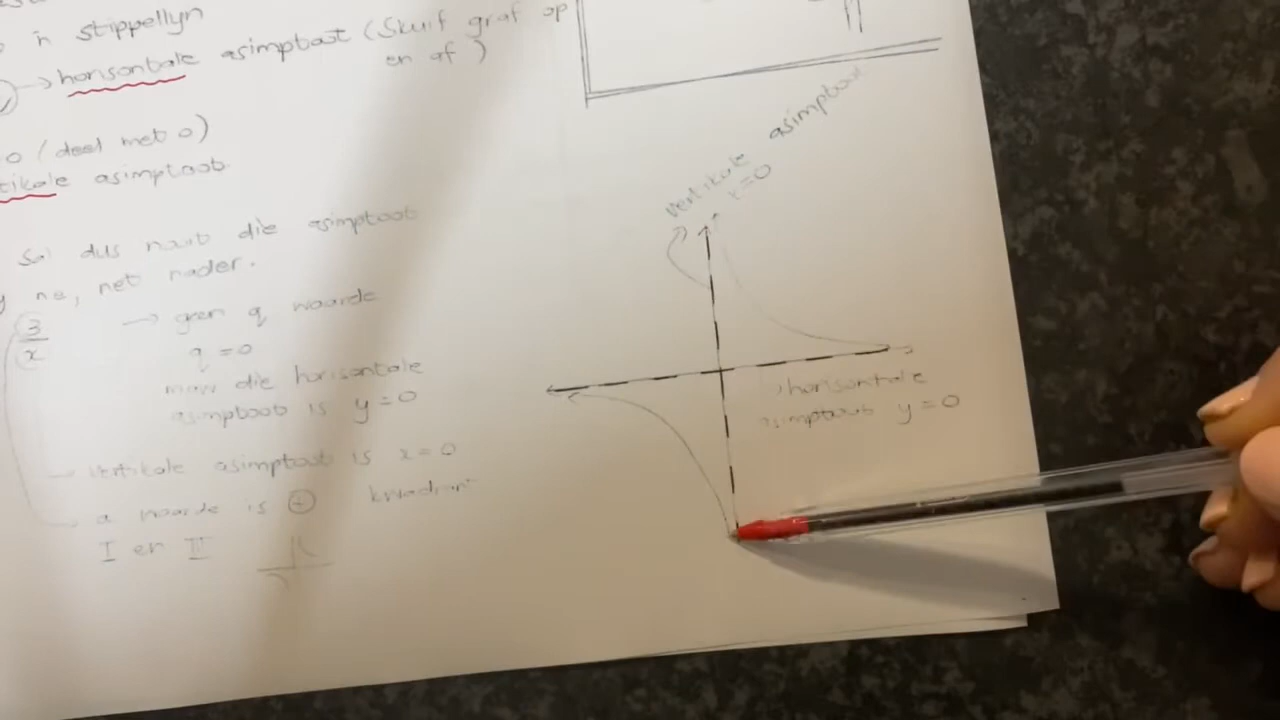 'n stippellyn
→ horisontale asimptoot (Skuif graf op
en af)
0 (deel met 0)
tikale asimptoot.
Sal dus nooit die asimptoot
ne, net nader.
3
x
→ geen q waarde
q = 0
maar die horisontale
asimptoot is y = 0
→ vertikale asimptoot is x = 0
→ a waarde is + kwadrant
I en III
vertikale asimptoot
x = 0
horisontale
asimptoot y = 0